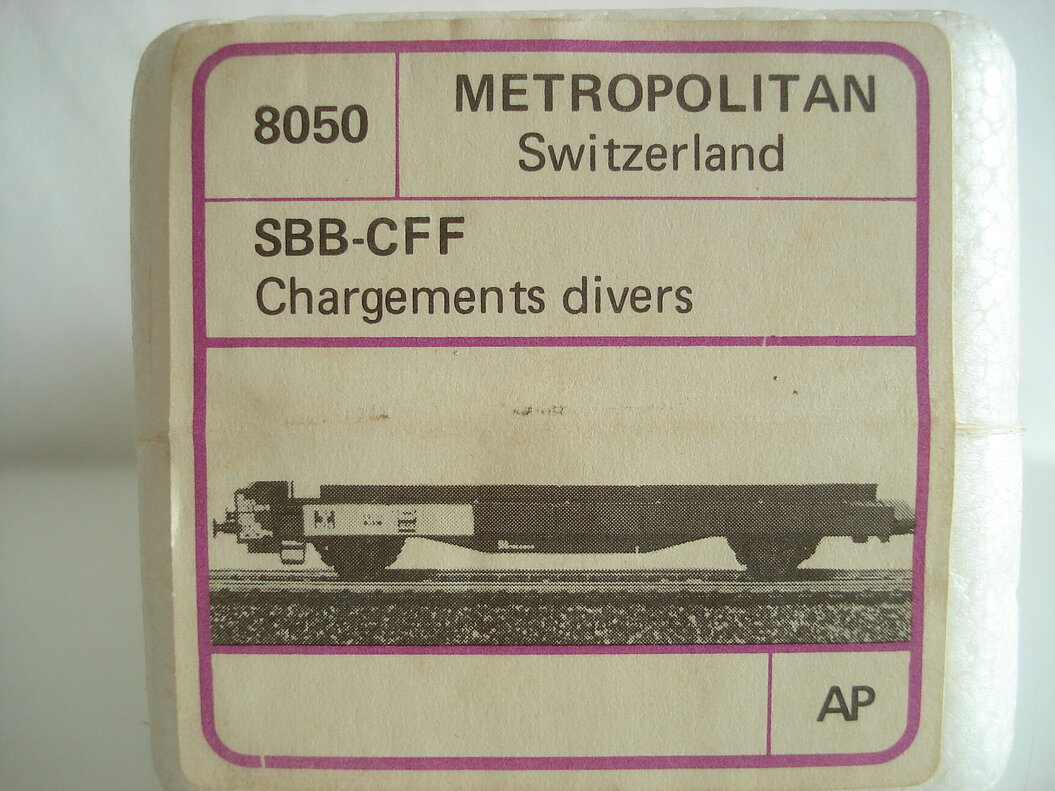 8050
METROPOLITAN
Switzerland
SBB-CFF
Chargements divers
AP